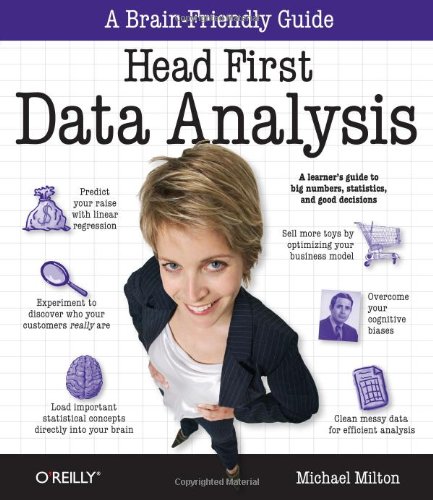 A Brain-Friendly Guide
Head First
Data Analysis
A learner's guide to
big numbers, statistics,
and good decisions
Predict
your raise
with linear
regression
Sell more toys by
optimizing your
business model
Experiment to
discover who your
customers really are
Overcome
your
cognitive
biases
Load important
statistical concepts
directly into your brain
Clean messy data
for efficient analysis
O'REILLY®
Copyrighted Material
Michael Milton